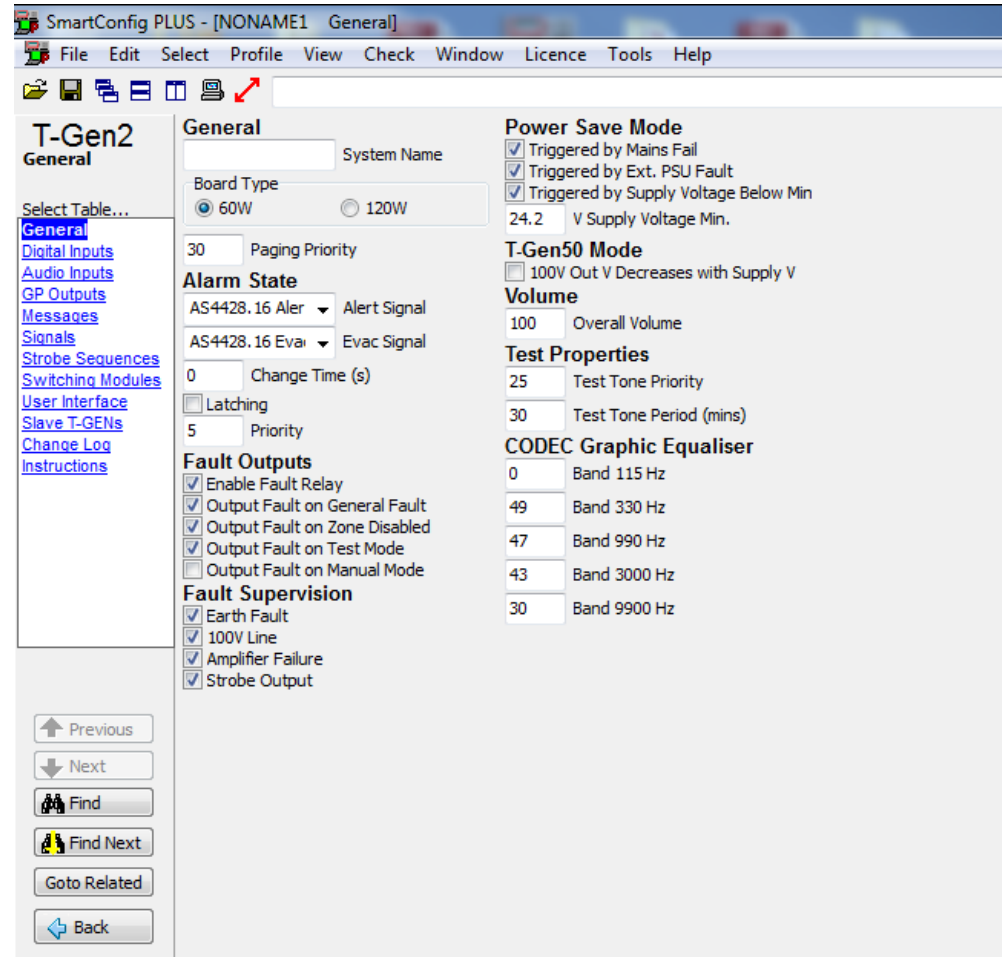 SmartConfig PLUS - [NONAME1 General]
File Edit Select Profile View Check Window Licence Tools Help
T-Gen2
General
Select Table...
General
Digital Inputs
Audio Inputs
GP Outputs
Messages
Signals
Strobe Sequences
Switching Modules
User Interface
Slave T-GENs
Change Log
Instructions
Previous
Next
Find
Find Next
Goto Related
Back
General
System Name
Board Type
60W 120W
30 Paging Priority
Alarm State
AS4428.16 Aler Alert Signal
AS4428.16 Eva Evac Signal
0 Change Time (s)
Latching
5 Priority
Fault Outputs
Enable Fault Relay
Output Fault on General Fault
Output Fault on Zone Disabled
Output Fault on Test Mode
Output Fault on Manual Mode
Fault Supervision
Earth Fault
100V Line
Amplifier Failure
Strobe Output
Power Save Mode
Triggered by Mains Fail
Triggered by Ext. PSU Fault
Triggered by Supply Voltage Below Min
24.2 V Supply Voltage Min.
T-Gen50 Mode
100V Out V Decreases with Supply V
Volume
100 Overall Volume
Test Properties
25 Test Tone Priority
30 Test Tone Period (mins)
CODEC Graphic Equaliser
0 Band 115 Hz
49 Band 330 Hz
47 Band 990 Hz
43 Band 3000 Hz
30 Band 9900 Hz